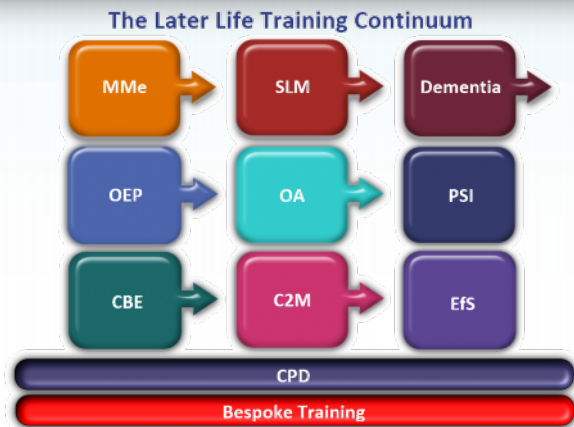 The Later Life Training Continuum
MMe
SLM
Dementia
OEP
OA
PSI
CBE
C2M
EfS
CPD
Bespoke Training